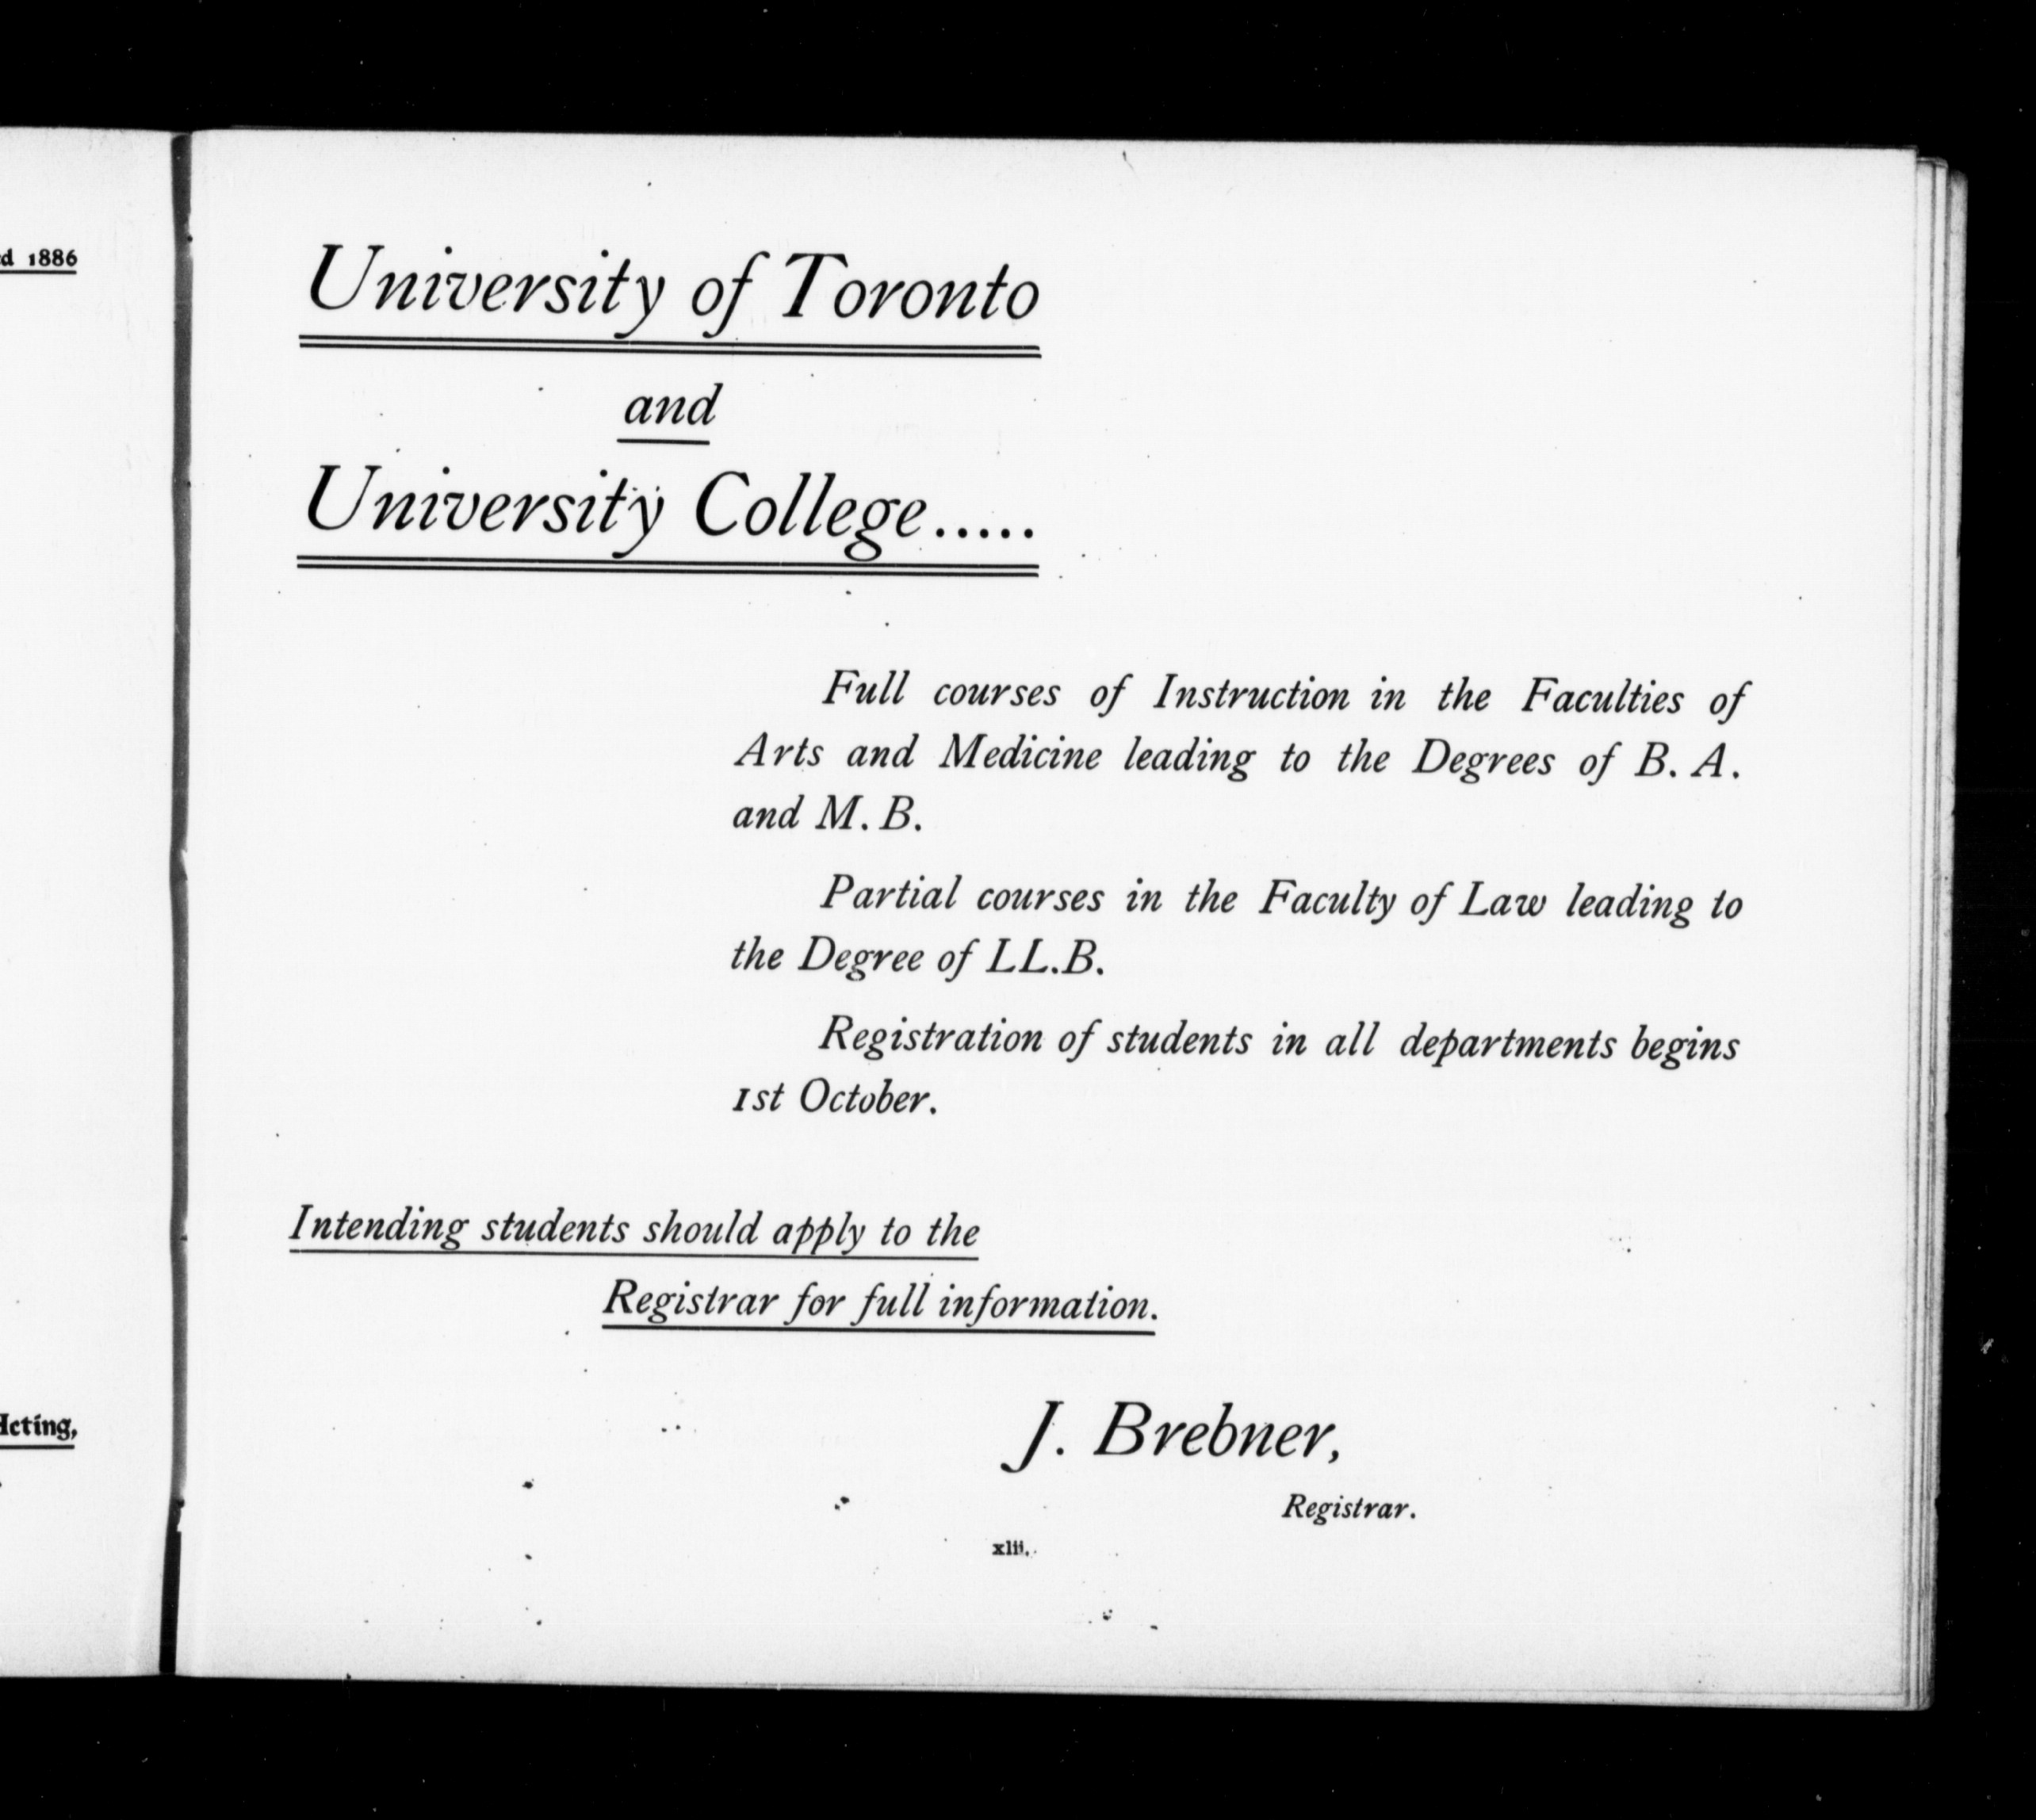 1886
Acting,
University of Toronto
and
University College.....
Full courses of Instruction in the Faculties of
Arts and Medicine leading to the Degrees of B. A.
and M. B.
Partial courses in the Faculty of Law leading to
the Degree of LL.B.
Registration of students in all departments begins
1st October.
Intending students should apply to the
Registrar for full information.
J. Brebner,
Registrar.
xlii.